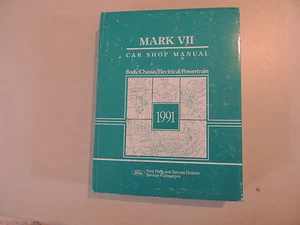 MARK VII
CAR SHOP MANUAL
Body/Chassis/Electrical/Powertrain
1991
Ford Parts and Service Division
Service Publications